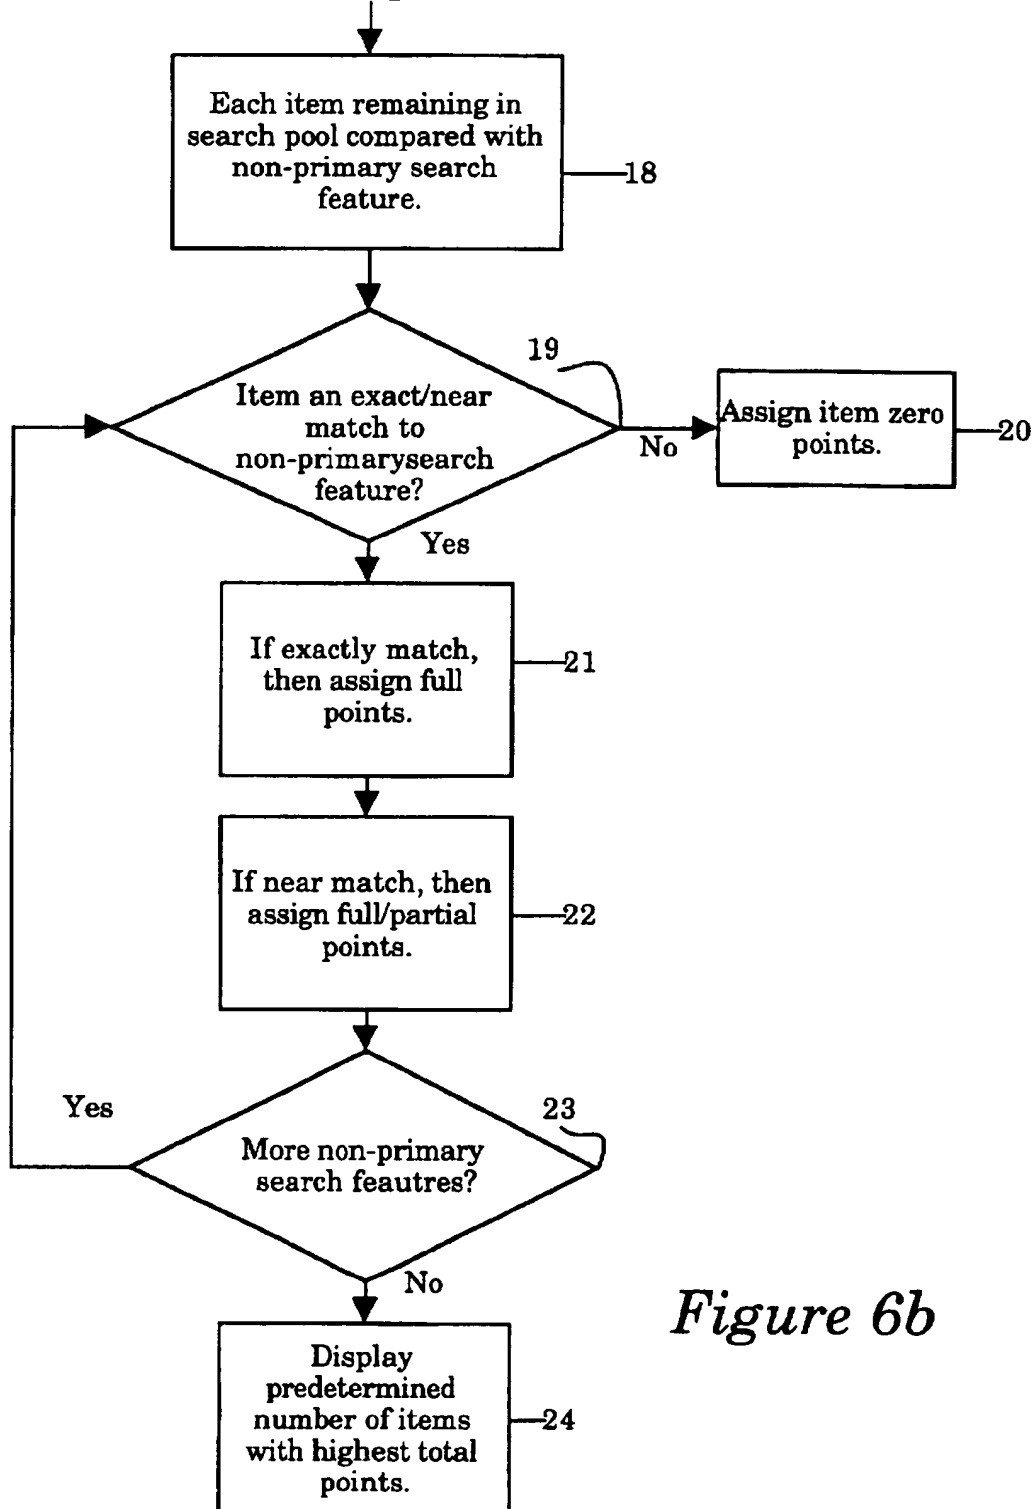 Each item remaining in
search pool compared with
non-primary search
feature.
18
19
Item an exact/near
match to
non-primarysearch
feature?
No
Assign item zero
points.
20
Yes
If exactly match,
then assign full
points.
21
If near match, then
assign full/partial
points.
22
Yes
23
More non-primary
search feautres?
No
Figure 6b
Display
predetermined
number of items
with highest total
points.
24